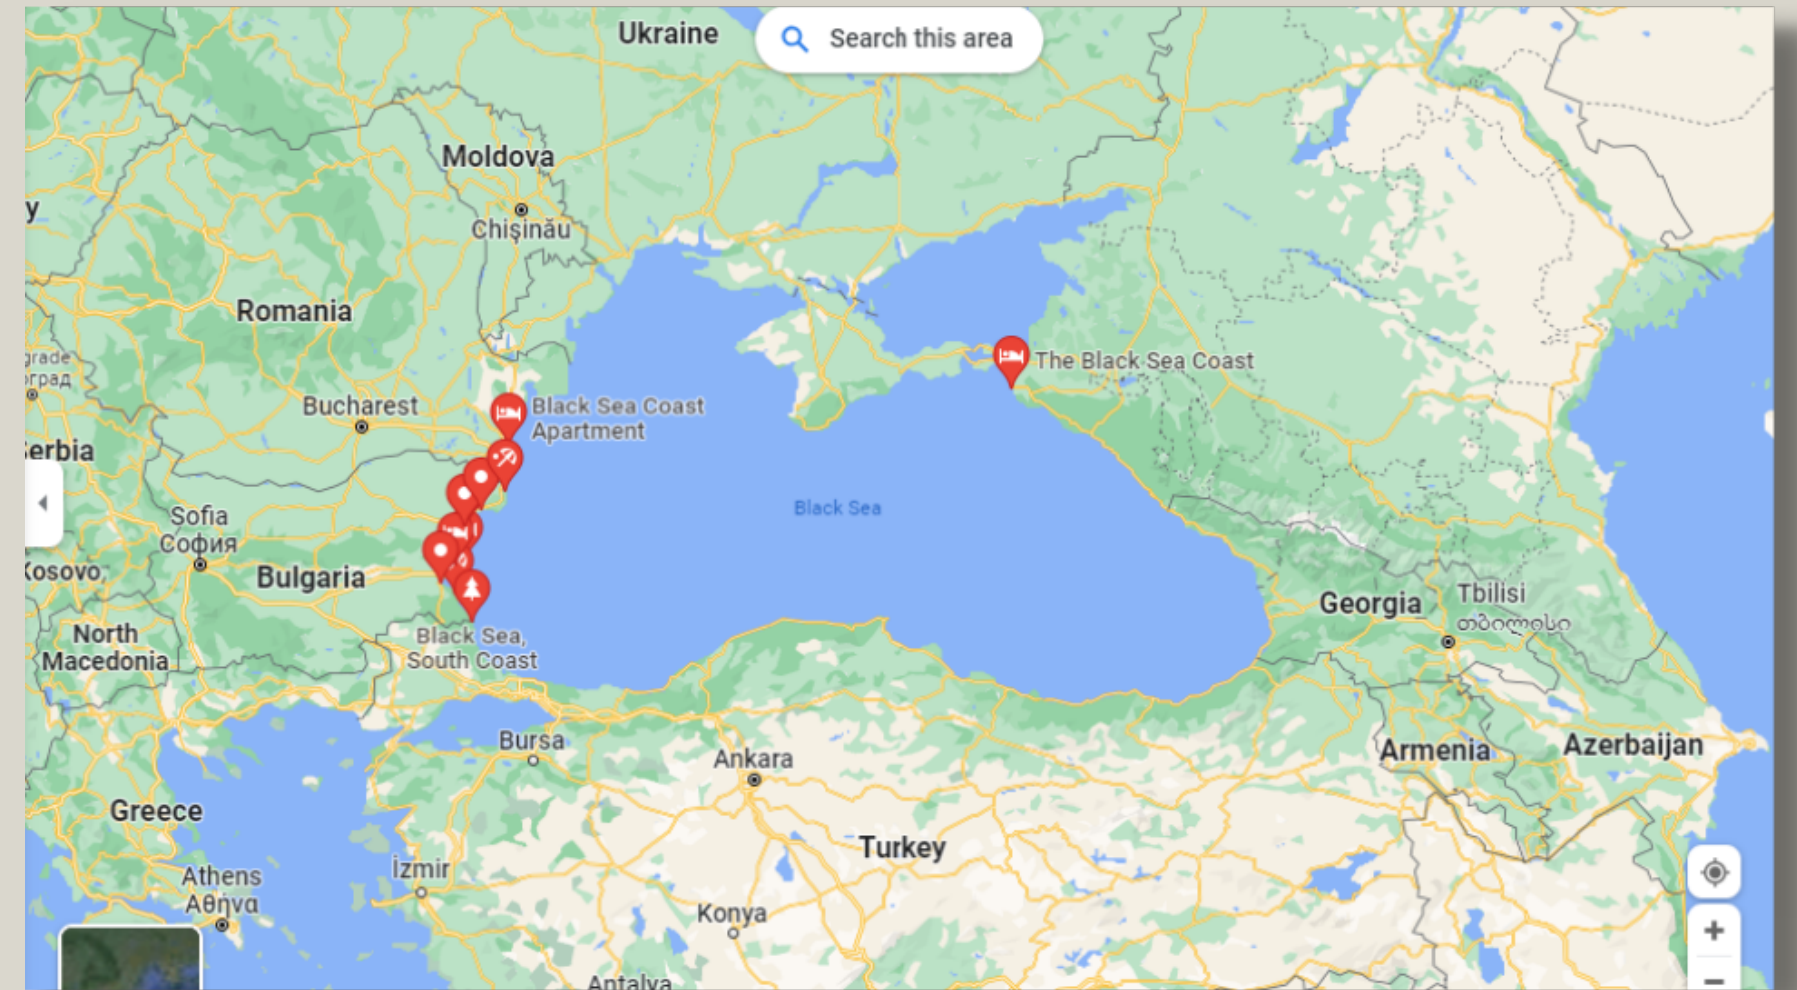 Ukraine
Search this area
Moldova
Chișinău
y
Romania
grade
оград
Bucharest
The Black Sea Coast
Black Sea Coast
Apartment
Serbia
Black Sea
Sofia
София
Kosovo
Bulgaria
Georgia
Tbilisi
თბილისი
North
Macedonia
Black Sea,
South Coast
Bursa
Ankara
Armenia
Azerbaijan
Greece
Turkey
Athens
Αθήνα
İzmir
Konya
Antalya